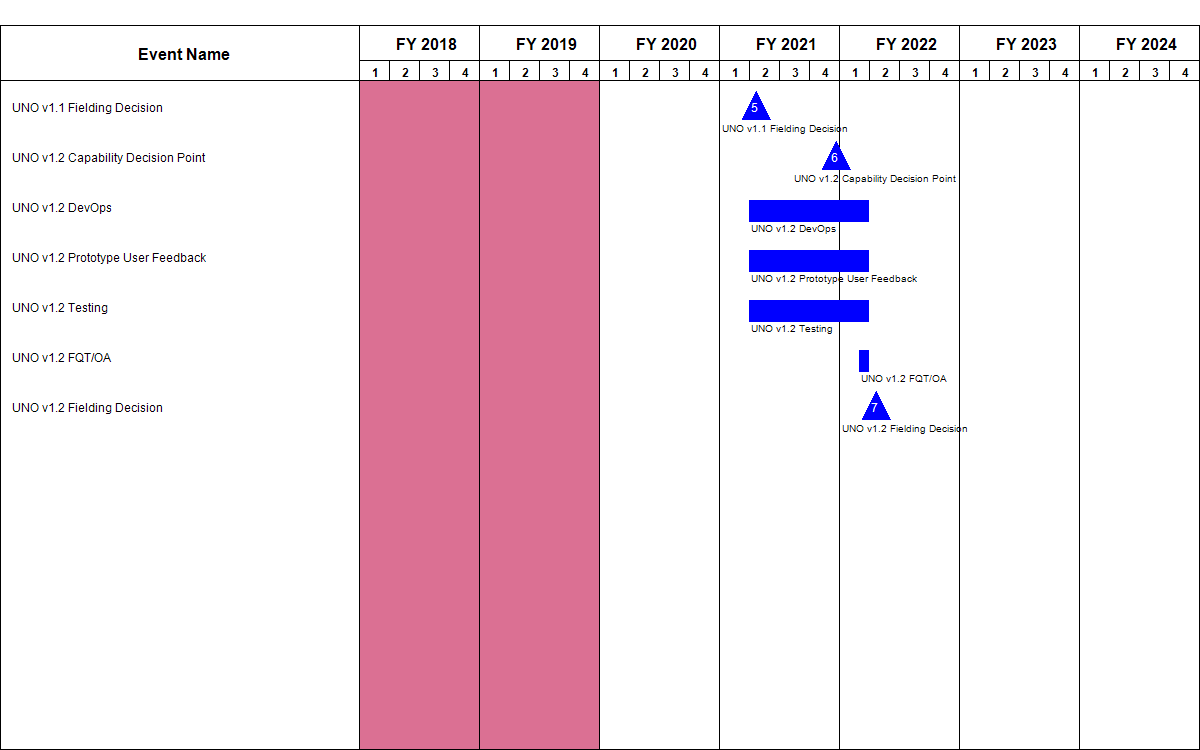 Event Name
FY 2018 FY 2019 FY 2020 FY 2021 FY 2022 FY 2023 FY 2024
1 2 3 4 1 2 3 4 1 2 3 4 1 2 3 4 1 2 3 4 1 2 3 4 1 2 3 4
UNO v1.1 Fielding Decision
5
UNO v1.1 Fielding Decision
UNO v1.2 Capability Decision Point
6
UNO v1.2 Capability Decision Point
UNO v1.2 DevOps
UNO v1.2 DevOps
UNO v1.2 Prototype User Feedback
UNO v1.2 Prototype User Feedback
UNO v1.2 Testing
UNO v1.2 Testing
UNO v1.2 FQT/OA
UNO v1.2 FQT/OA
UNO v1.2 Fielding Decision
7
UNO v1.2 Fielding Decision